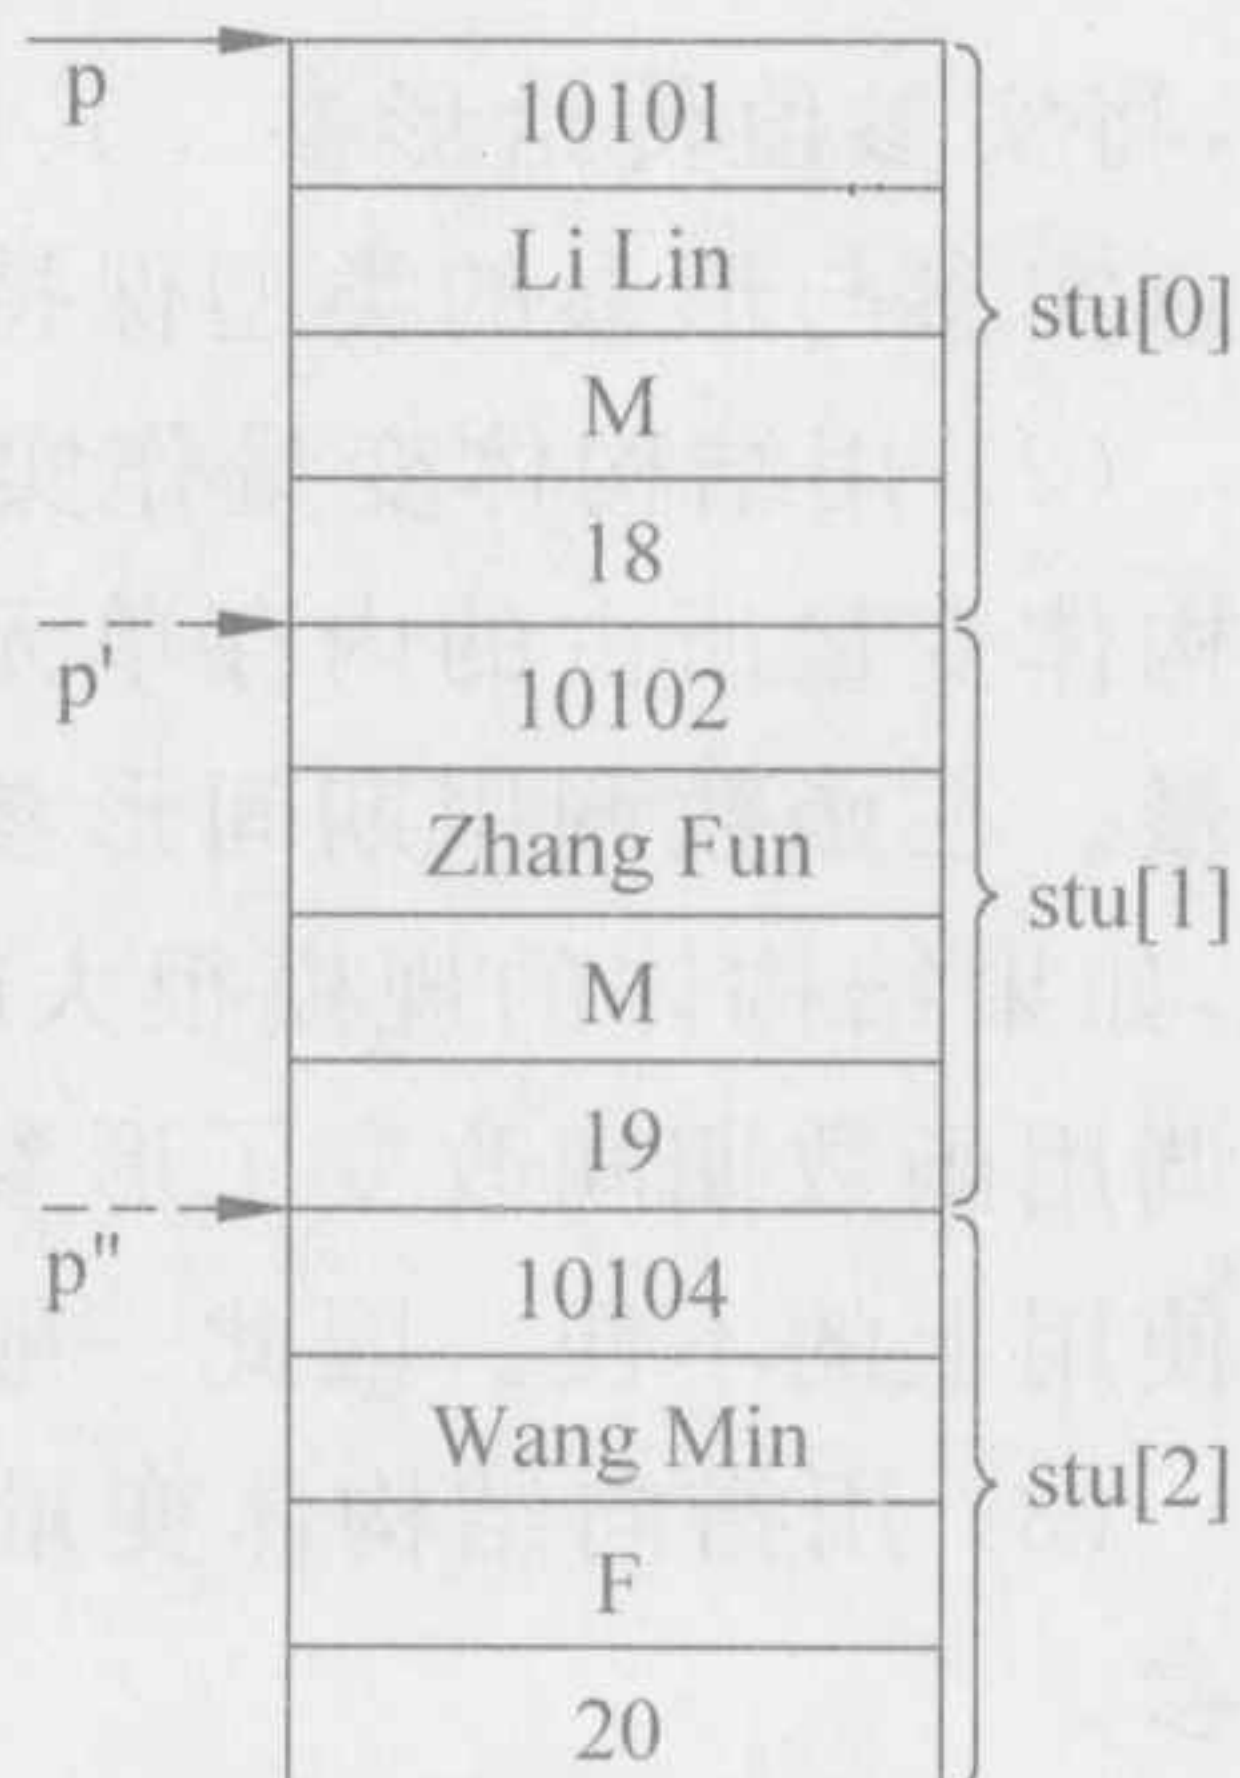 p
10101
Li Lin
stu[0]
M
18
p'
10102
Zhang Fun
stu[1]
M
19
p"
10104
Wang Min
stu[2]
F
20